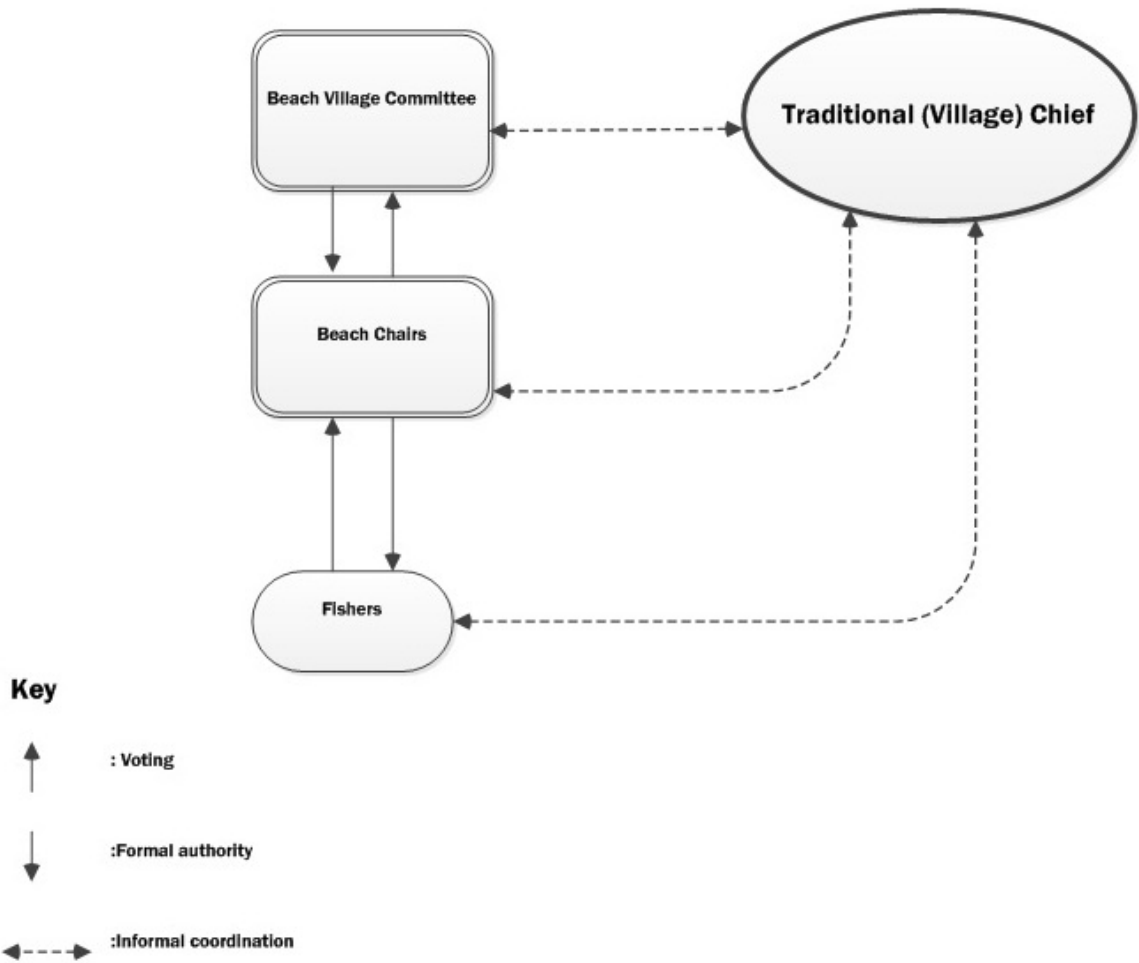 Beach Village Committee
Traditional (Village) Chief
Beach Chairs
Fishers
Key
: Voting
:Formal authority
:Informal coordination